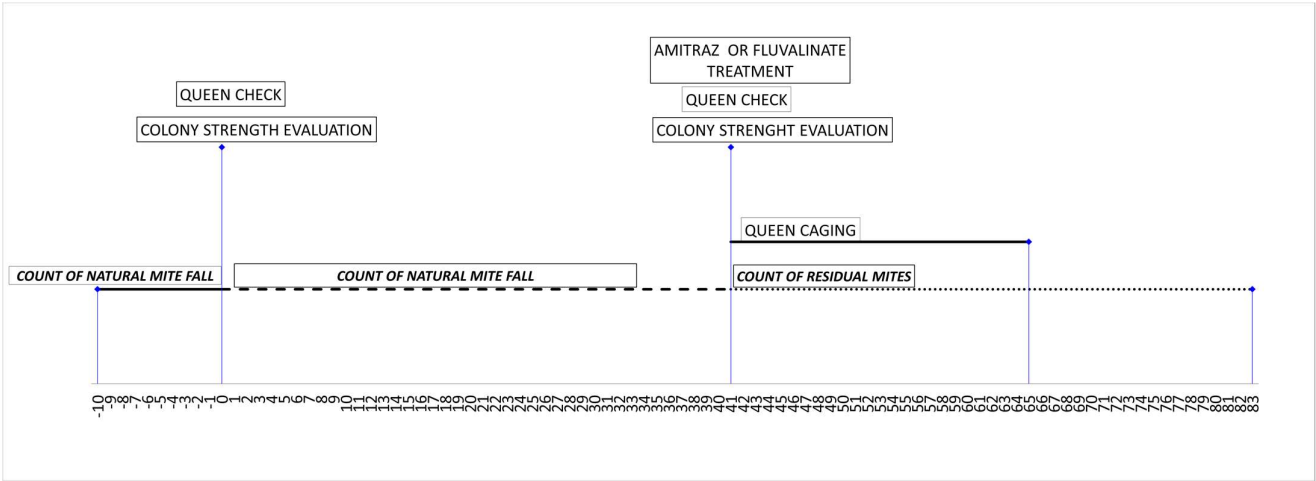 AMITRAZ OR FLUVALINATE
TREATMENT
QUEEN CHECK
QUEEN CHECK
COLONY STRENGTH EVALUATION
COLONY STRENGHT EVALUATION
QUEEN CAGING
COUNT OF NATURAL MITE FALL
COUNT OF NATURAL MITE FALL
COUNT OF RESIDUAL MITES
-10 -9 -8 -7 -6 -5 -4 -3 -2 -1 0 1 2 3 4 5 6 7 8 9 10 11 12 13 14 15 16 17 18 19 20 21 22 23 24 25 26 27 28 29 30 31 32 33 34 35 36 37 38 39 40 41 42 43 44 45 46 47 48 49 50 51 52 53 54 55 56 57 58 59 60 61 62 63 64 65 66 67 68 69 70 71 72 73 74 75 76 77 78 79 80 81 82 83